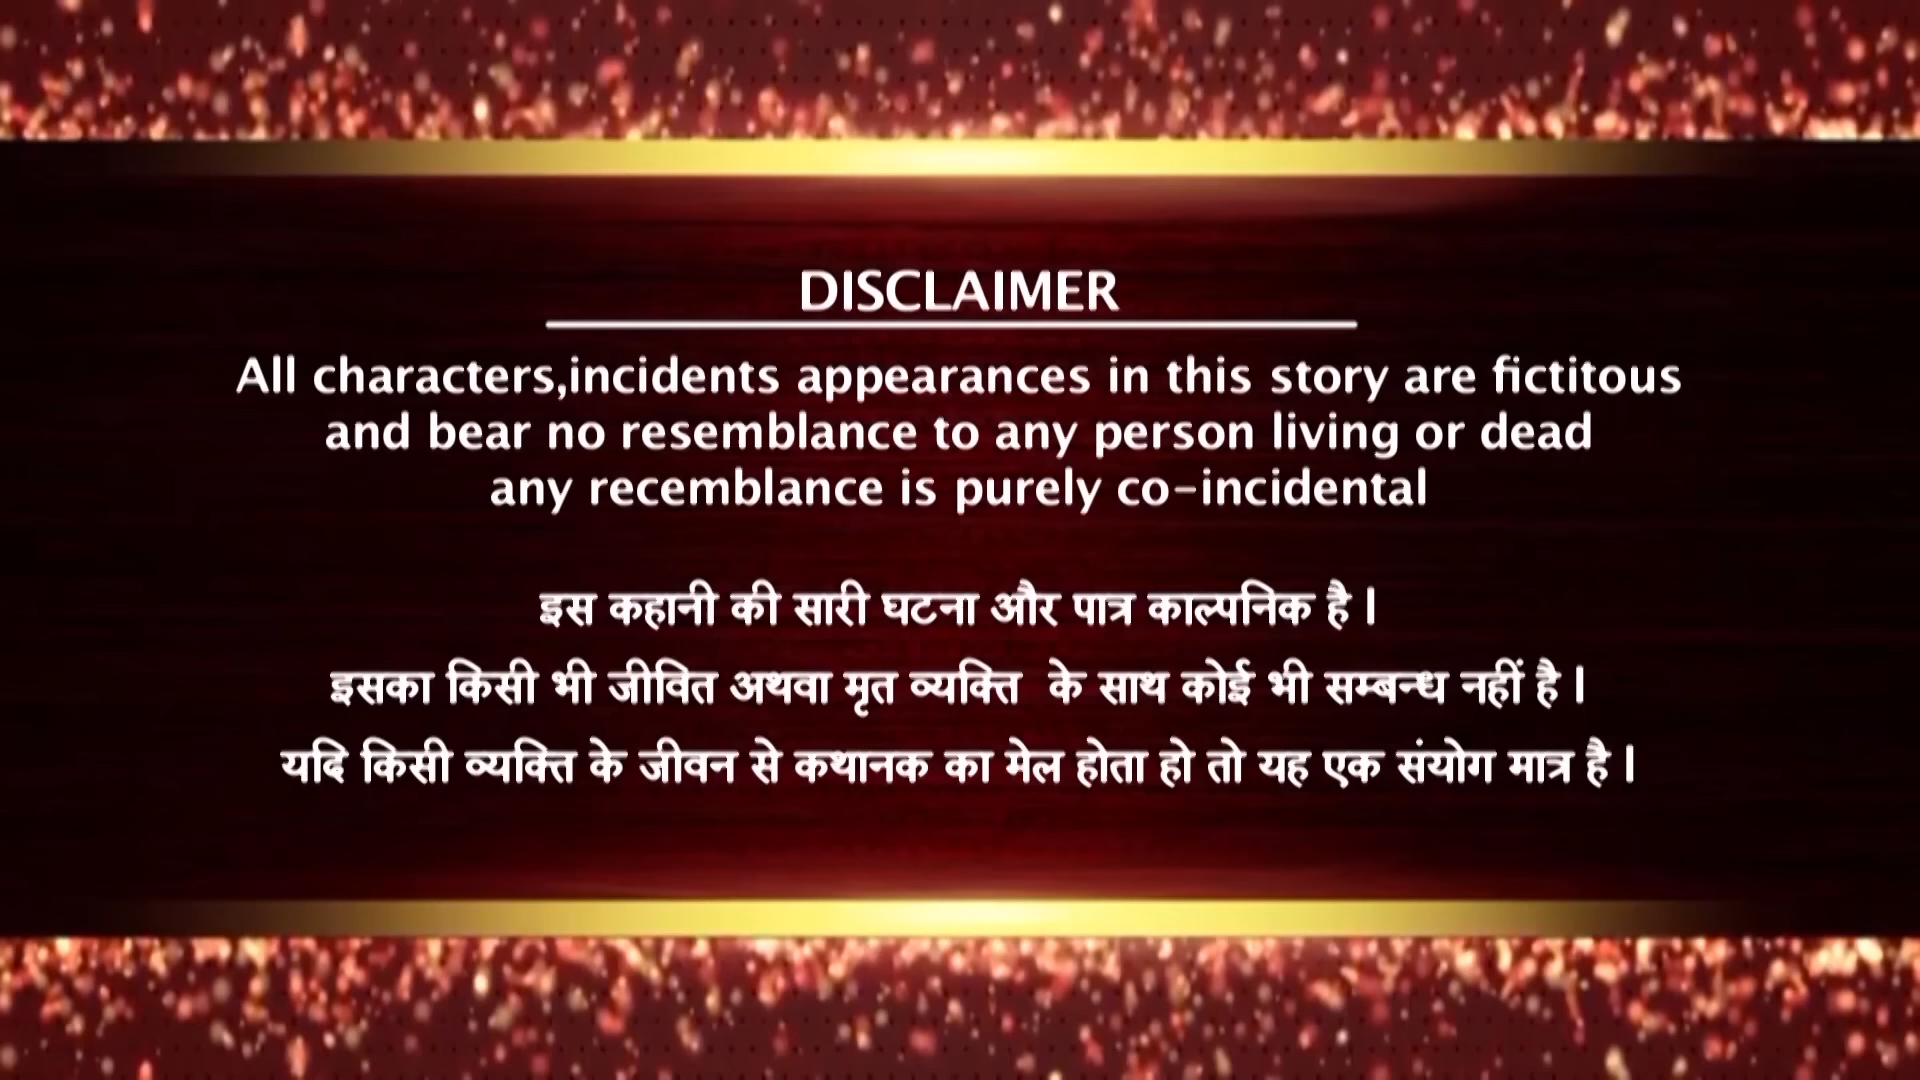 DISCLAIMER
All characters,incidents appearances in this story are fictitous
and bear no resemblance to any person living or dead
any recemblance is purely co-incidental
इस कहानी की सारी घटना और पात्र काल्पनिक है ।
इसका किसी भी जीवित अथवा मृत व्यक्ति के साथ कोई भी सम्बन्ध नहीं है ।
यदि किसी व्यक्ति के जीवन से कथानक का मेल होता हो तो यह एक संयोग मात्र है ।